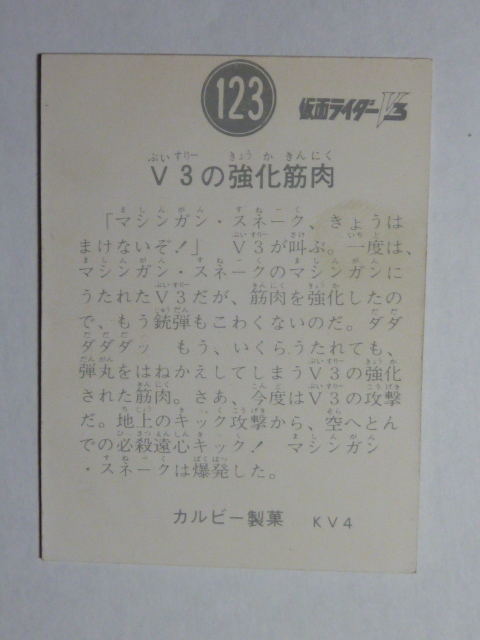 123
仮面ライダーV3
V3の強化筋肉
「マシンガン・スネーク、きょうは
まけないぞ!」 V3が叫ぶ。一度は、
マシンガン・スネークのマシンガンに
うたれたV3だが、筋肉を強化したの
で、もう銃弾もこわくないのだ。ダダ
ダダダッ もう、いくらうたれても、
弾丸をはねかえしてしまうV3の強化
された筋肉。さあ、今度はV3の攻撃
だ。地上のキック攻撃から、空へとん
での必殺遠心キック! マシンガン
・スネークは爆発した。
カルビー製菓 KV4